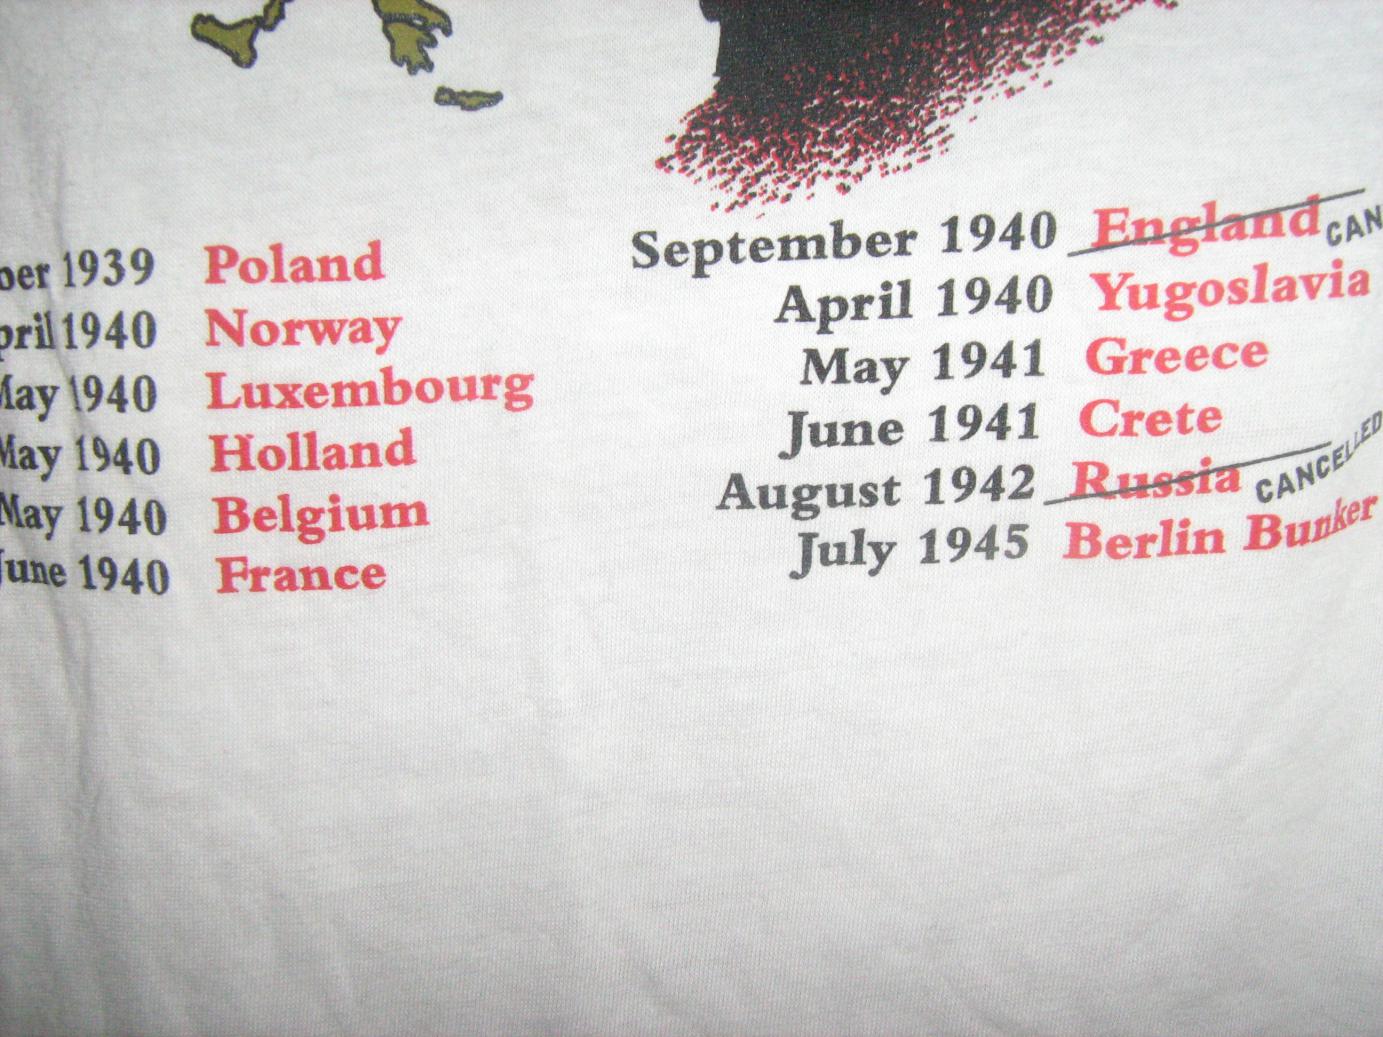 ber 1939 Poland
pril 1940 Norway
May 1940 Luxembourg
May 1940 Holland
May 1940 Belgium
June 1940 France
September 1940 England CAN
April 1940 Yugoslavia
May 1941 Greece
June 1941 Crete
August 1942 Russia CANCELLED
July 1945 Berlin Bunker